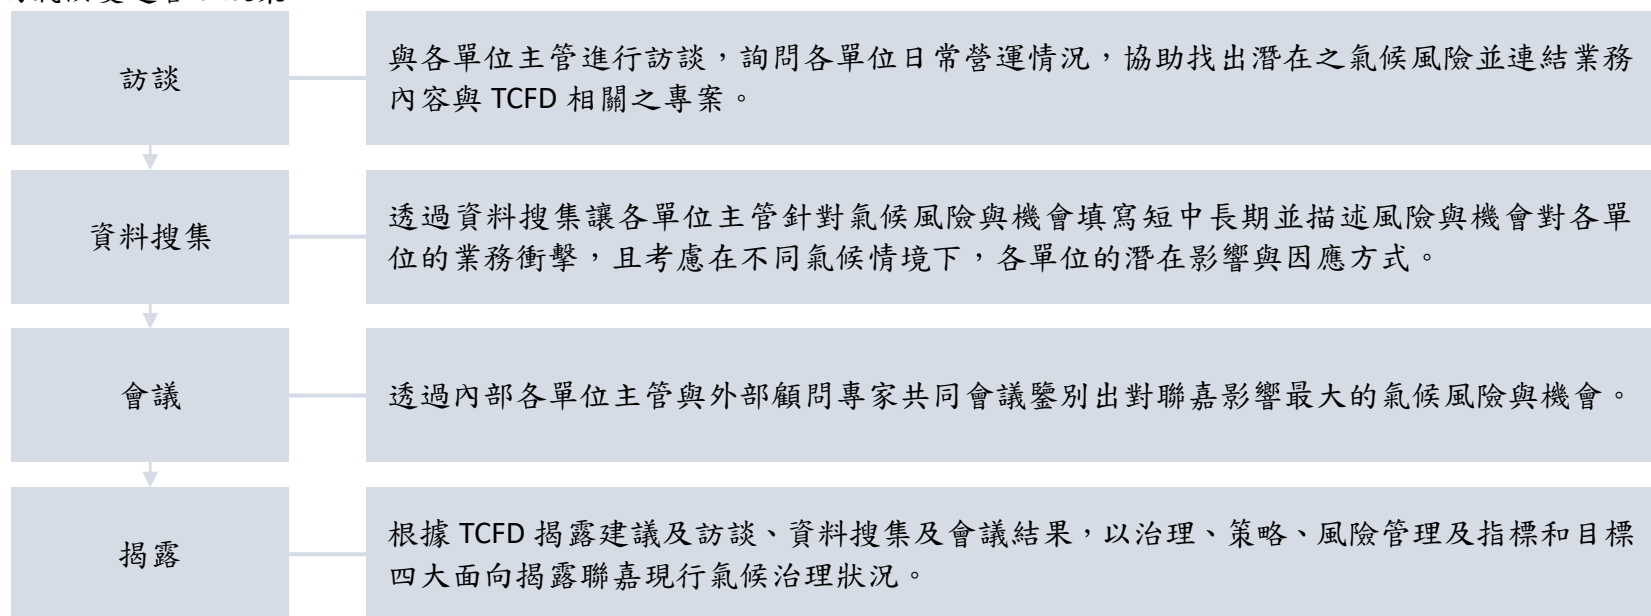 訪談
與各單位主管進行訪談，詢問各單位日常營運情況，協助找出潛在之氣候風險並連結業務
內容與 TCFD 相關之專案。
資料搜集
透過資料搜集讓各單位主管針對氣候風險與機會填寫短中長期並描述風險與機會對各單
位的業務衝擊，且考慮在不同氣候情境下，各單位的潛在影響與因應方式。
會議
透過內部各單位主管與外部顧問專家共同會議鑒別出對聯嘉影響最大的氣候風險與機會。
揭露
根據 TCFD 揭露建議及訪談、資料搜集及會議結果，以治理、策略、風險管理及指標和目標
四大面向揭露聯嘉現行氣候治理狀況。